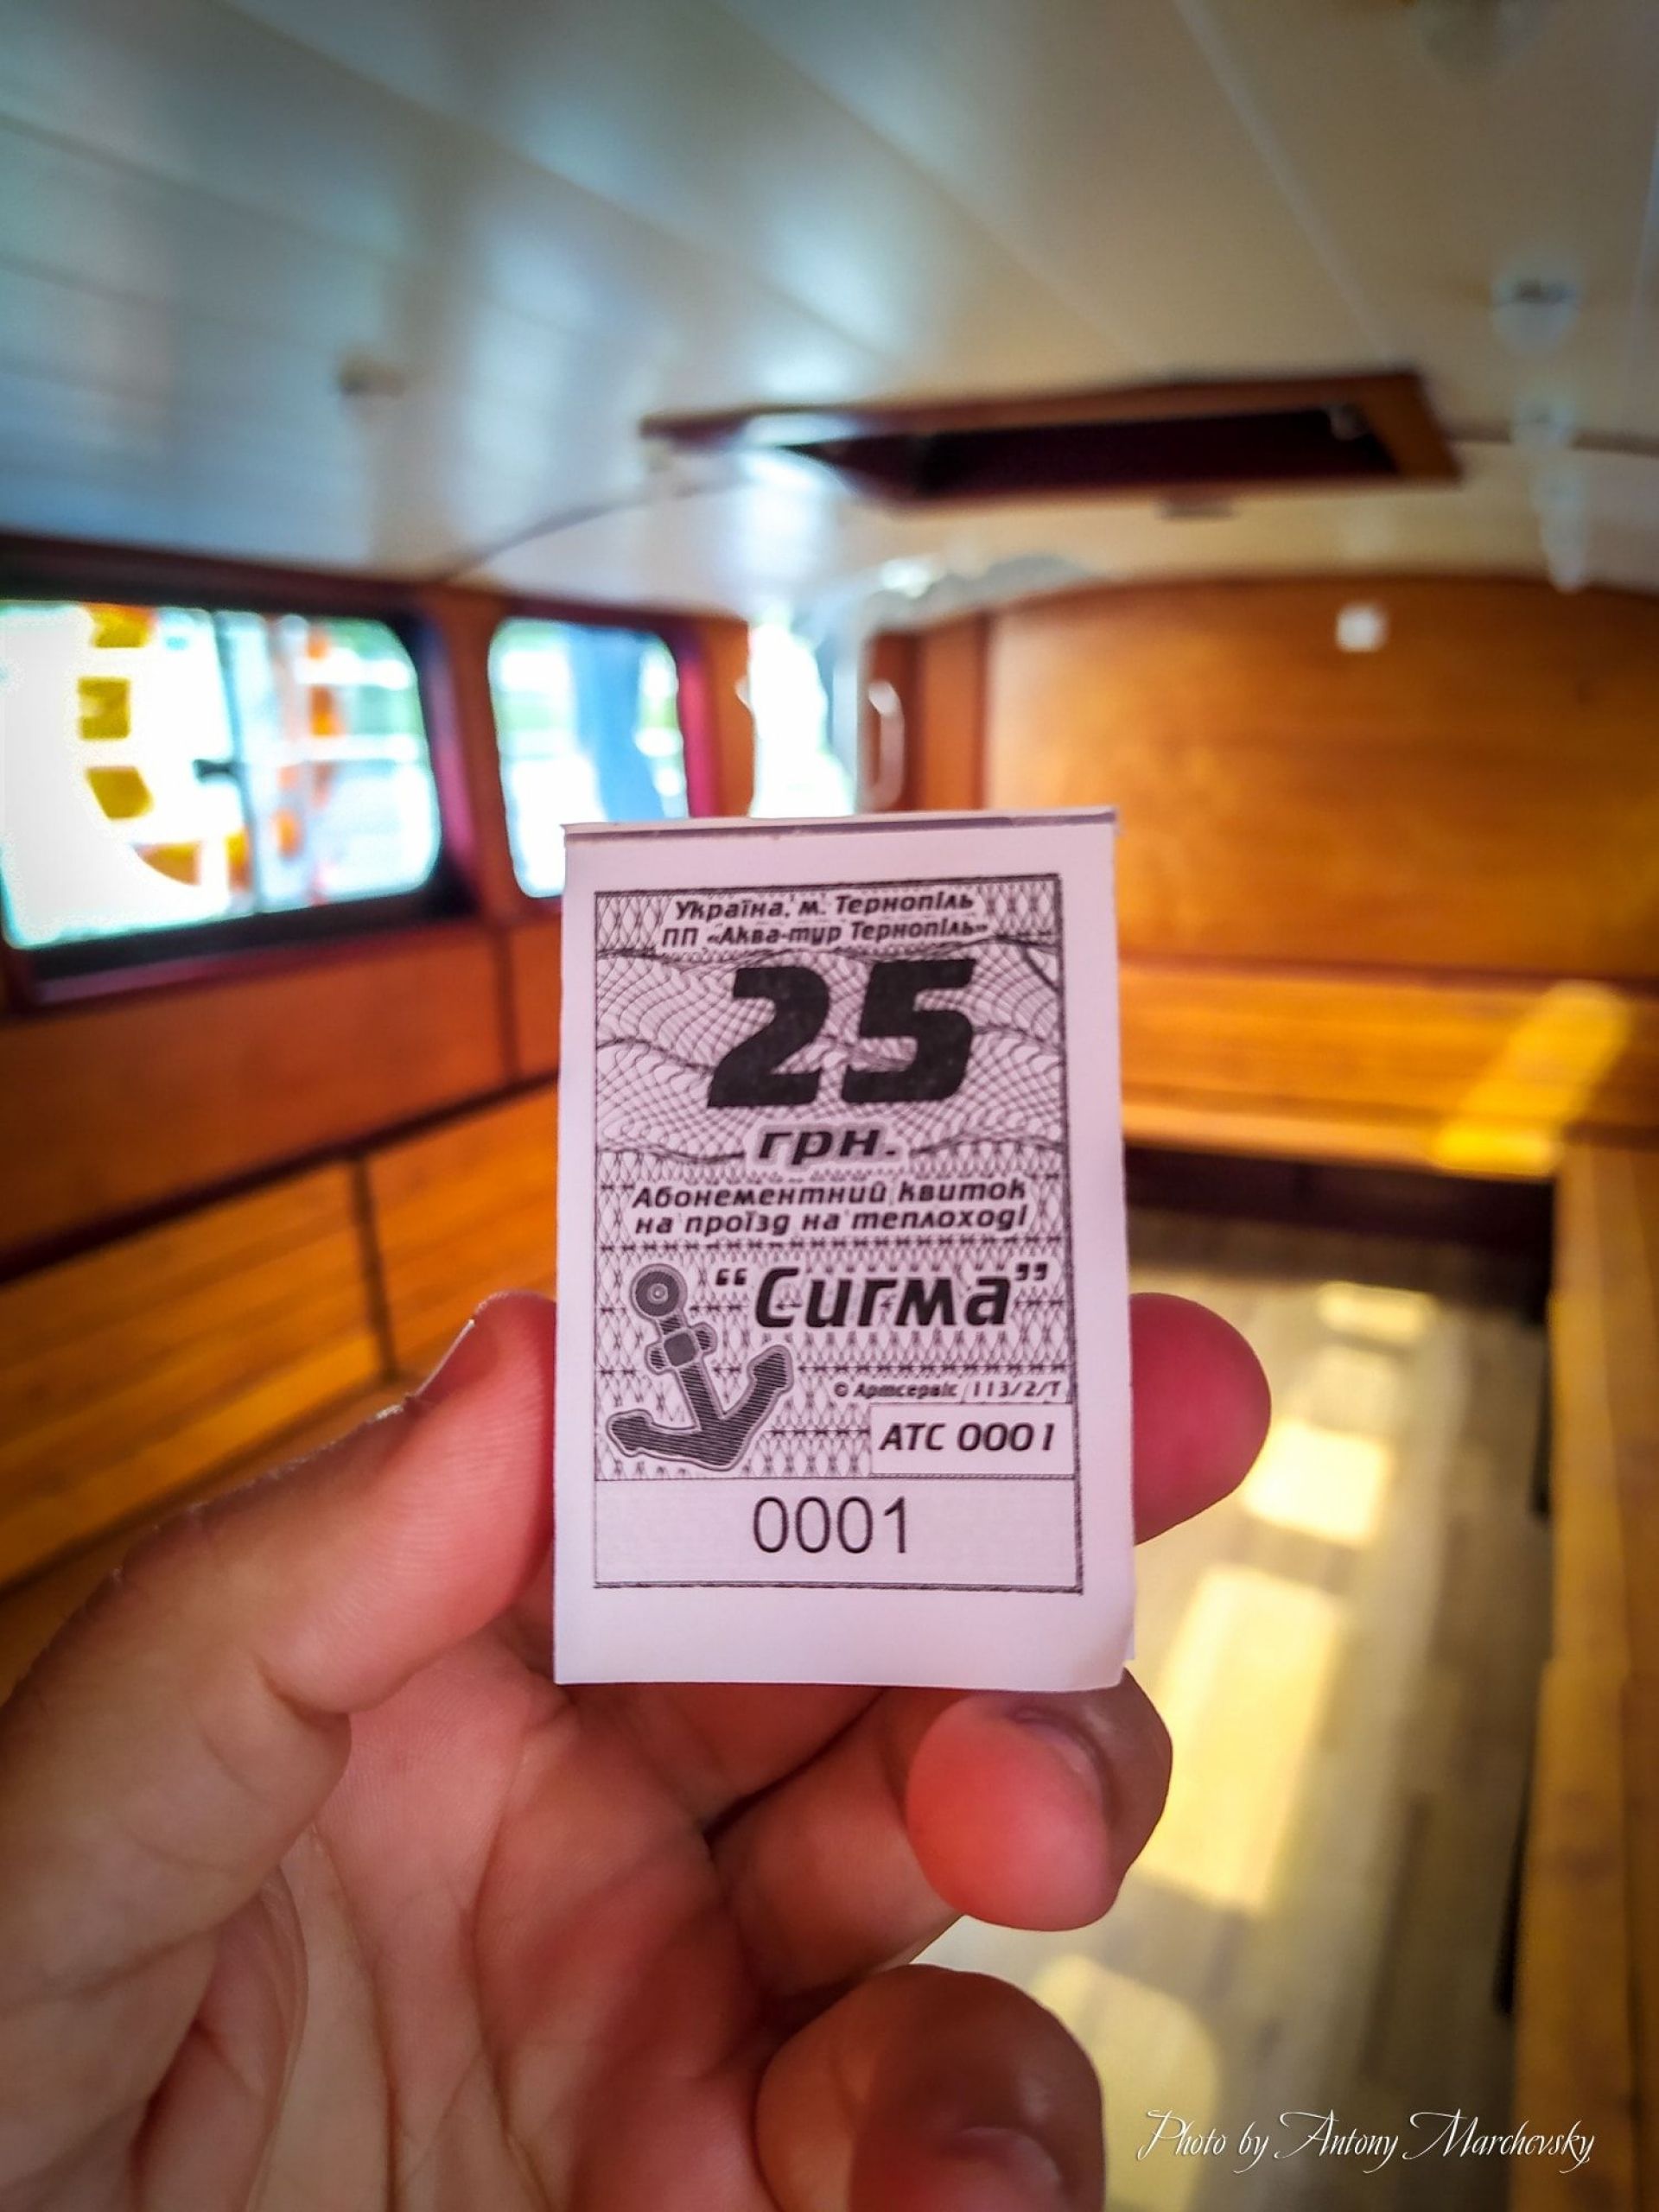 Україна, м. Тернопіль
ПП «Аква-тур Тернопіль»
25
грн.
Абонементний квиток
на проїзд на теплоході
“Сигма”
© Артсервіс 113/2/Т
АТС 0001
0001
Photo by Antony Marchevsky